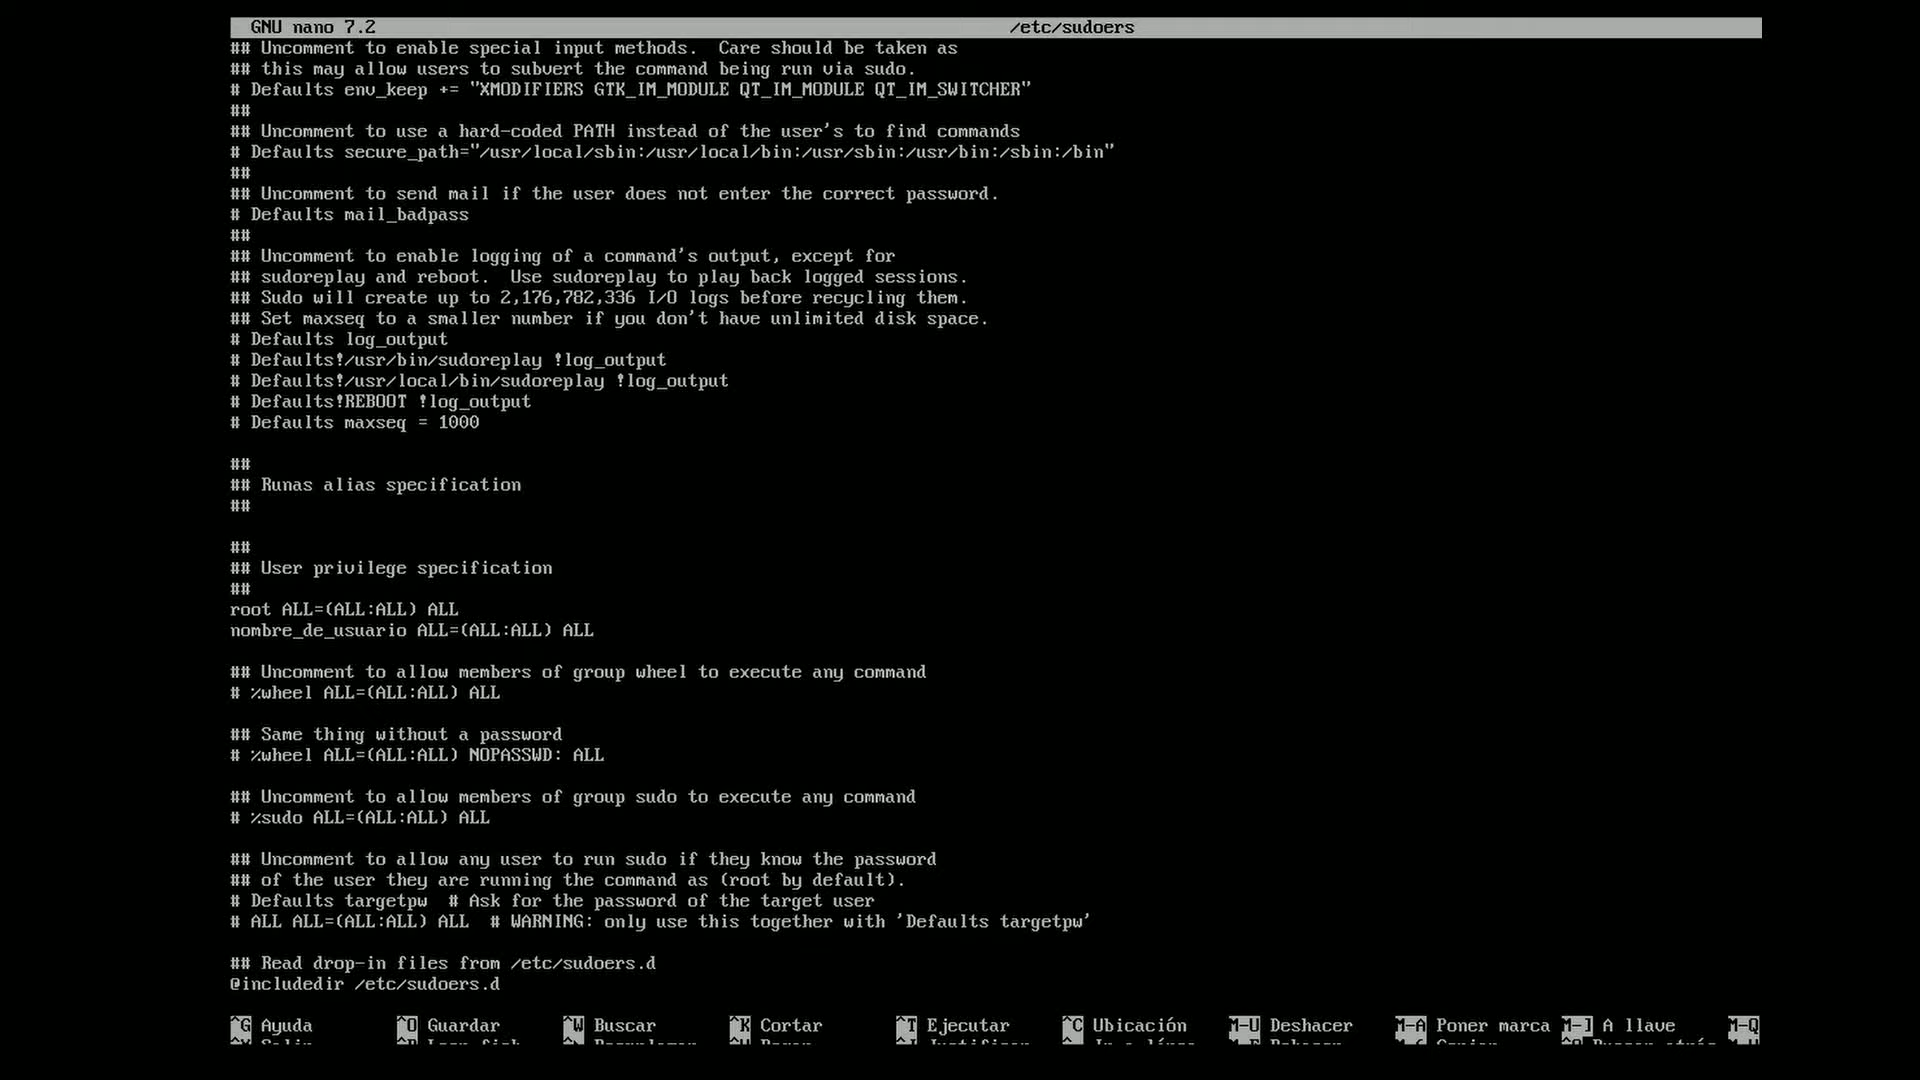 GNU nano 7.2 /etc/sudoers
## Uncomment to enable special input methods.  Care should be taken as
## this may allow users to subvert the command being run via sudo.
# Defaults env_keep += "XMODIFIERS GTK_IM_MODULE QT_IM_MODULE QT_IM_SWITCHER"
##
## Uncomment to use a hard-coded PATH instead of the user's to find commands
# Defaults secure_path="/usr/local/sbin:/usr/local/bin:/usr/sbin:/usr/bin:/sbin:/bin"
##
## Uncomment to send mail if the user does not enter the correct password.
# Defaults mail_badpass
##
## Uncomment to enable logging of a command's output, except for
## sudoreplay and reboot.  Use sudoreplay to play back logged sessions.
## Sudo will create up to 2,176,782,336 I/O logs before recycling them.
## Set maxseq to a smaller number if you don't have unlimited disk space.
# Defaults log_output
# Defaults!/usr/bin/sudoreplay !log_output
# Defaults!/usr/local/bin/sudoreplay !log_output
# Defaults!REBOOT !log_output
# Defaults maxseq = 1000
##
## Runas alias specification
##
##
## User privilege specification
##
root ALL=(ALL:ALL) ALL
nombre_de_usuario ALL=(ALL:ALL) ALL
## Uncomment to allow members of group wheel to execute any command
# %wheel ALL=(ALL:ALL) ALL
## Same thing without a password
# %wheel ALL=(ALL:ALL) NOPASSWD: ALL
## Uncomment to allow members of group sudo to execute any command
# %sudo ALL=(ALL:ALL) ALL
## Uncomment to allow any user to run sudo if they know the password
## of the user they are running the command as (root by default).
# Defaults targetpw  # Ask for the password of the target user
# ALL ALL=(ALL:ALL) ALL  # WARNING: only use this together with 'Defaults targetpw'
## Read drop-in files from /etc/sudoers.d
@includedir /etc/sudoers.d
^G Ayuda ^O Guardar ^W Buscar ^K Cortar ^T Ejecutar ^C Ubicación M-U Deshacer M-A Poner marca M-] A llave M-Q